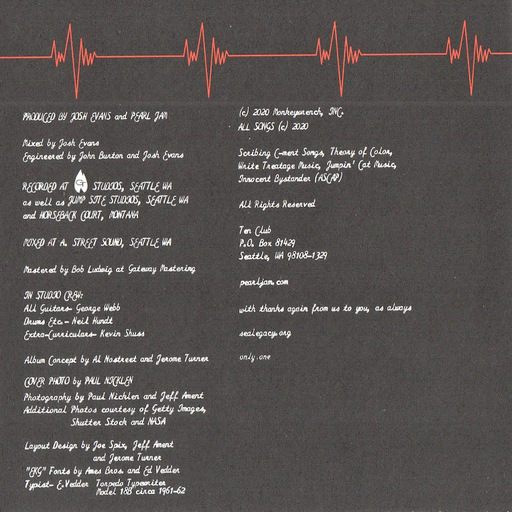 PRODUCED BY JOSH EVANS and PEARL JAM
Mixed by Josh Evans
Engineered by John Burton and Josh Evans
RECORDED AT STUDIOS, SEATTLE WA
as well as JUMP SITE STUDIOS, SEATTLE WA
and HORSEBACK COURT, MONTANA
MIXED AT A. STREET SOUND, SEATTLE WA
Mastered by Bob Ludwig at Gateway Mastering
IN STUDIO CREW:
All Guitars- George Webb
Drums Etc.- Neil Hundt
Extra-Curriculars- Kevin Shuss
Album Concept by Al Nostreet and Jerome Turner
COVER PHOTO by PAUL NICKLEN
Photography by Paul Nicklen and Jeff Ament
Additional Photos courtesy of Getty Images,
Shutter Stock and NASA
Layout Design by Joe Spix, Jeff Ament
and Jerome Turner
"EKG" Fonts by Ames Bros. and Ed Vedder
Typist- E.Vedder Torpedo Typewriter
Model 18B circa 1961-62
(c) 2020 Monkeywrench, INC.
ALL SONGS (c) 2020
Scribing C-ment Songs, Theory of Color,
Write Treatage Music, Jumpin' Cat Music,
Innocent Bystander (ASCAP)
All Rights Reserved
Ten Club
P.O. Box 81429
Seattle, WA 98108-1329
pearljam.com
with thanks again from us to you, as always
sealegacy.org
only.one